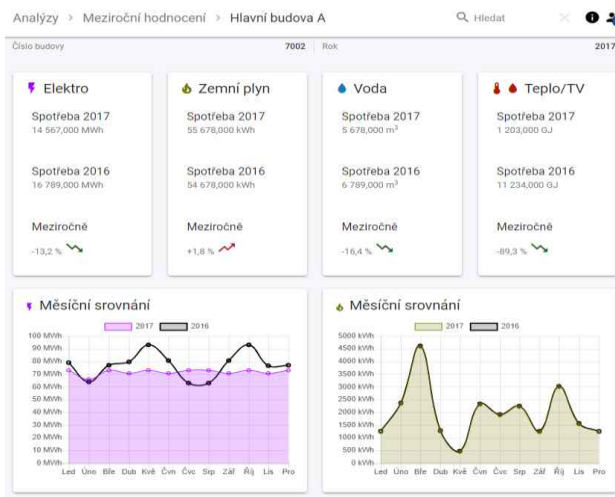 Analýzy > Meziroční hodnocení > Hlavní budova A
Hledat
Číslo budovy 7002 Rok 2017
Elektro
Spotřeba 2017
14 567,000 MWh
Spotřeba 2016
16 789,000 MWh
Meziročně
-13,2 %
Zemní plyn
Spotřeba 2017
55 678,000 kWh
Spotřeba 2016
54 678,000 kWh
Meziročně
+1,8 %
Voda
Spotřeba 2017
5 678,000 m³
Spotřeba 2016
6 789,000 m³
Meziročně
-16,4 %
Teplo/TV
Spotřeba 2017
1 203,000 GJ
Spotřeba 2016
11 234,000 GJ
Meziročně
-89,3 %
Měsíční srovnání
2017 2016
100 MWh
90 MWh
80 MWh
70 MWh
60 MWh
50 MWh
40 MWh
30 MWh
20 MWh
10 MWh
0 MWh
Led Úno Bře Dub Kvě Čvn Čvc Srp Zář Říj Lis Pro
Měsíční srovnání
2017 2016
5000 kWh
4500 kWh
4000 kWh
3500 kWh
3000 kWh
2500 kWh
2000 kWh
1500 kWh
1000 kWh
500 kWh
0 kWh
Led Úno Bře Dub Kvě Čvn Čvc Srp Zář Říj Lis Pro